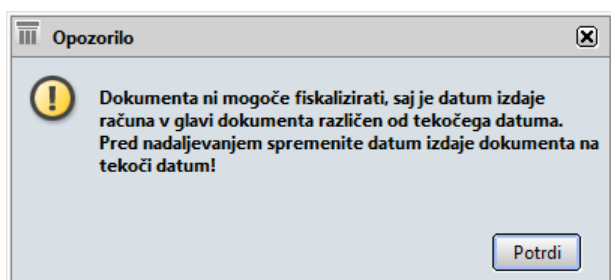 Opozorilo
Dokumenta ni mogoče fiskalizirati, saj je datum izdaje
računa v glavi dokumenta različen od tekočega datuma.
Pred nadaljevanjem spremenite datum izdaje dokumenta na
tekoči datum!
Potrdi